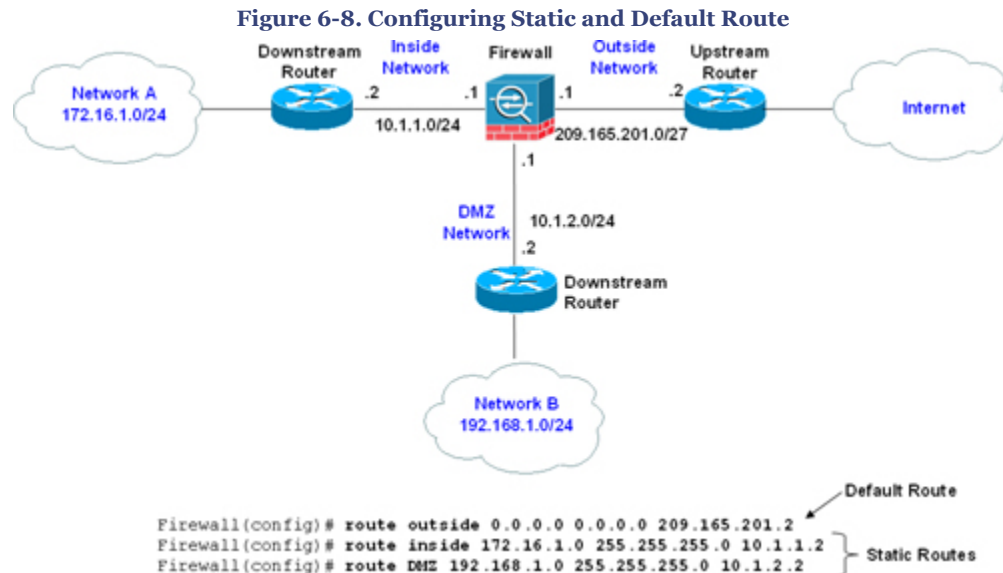 Figure 6-8. Configuring Static and Default Route
Downstream Router
Inside Network
Firewall
Outside Network
Upstream Router
Network A
172.16.1.0/24
.2
.1
.1
.2
Internet
10.1.1.0/24
209.165.201.0/27
.1
DMZ Network
10.1.2.0/24
.2
Downstream Router
Network B
192.168.1.0/24
Default Route
Firewall(config)# route outside 0.0.0.0 0.0.0.0 209.165.201.2
Firewall(config)# route inside 172.16.1.0 255.255.255.0 10.1.1.2
Static Routes
Firewall(config)# route DMZ 192.168.1.0 255.255.255.0 10.1.2.2